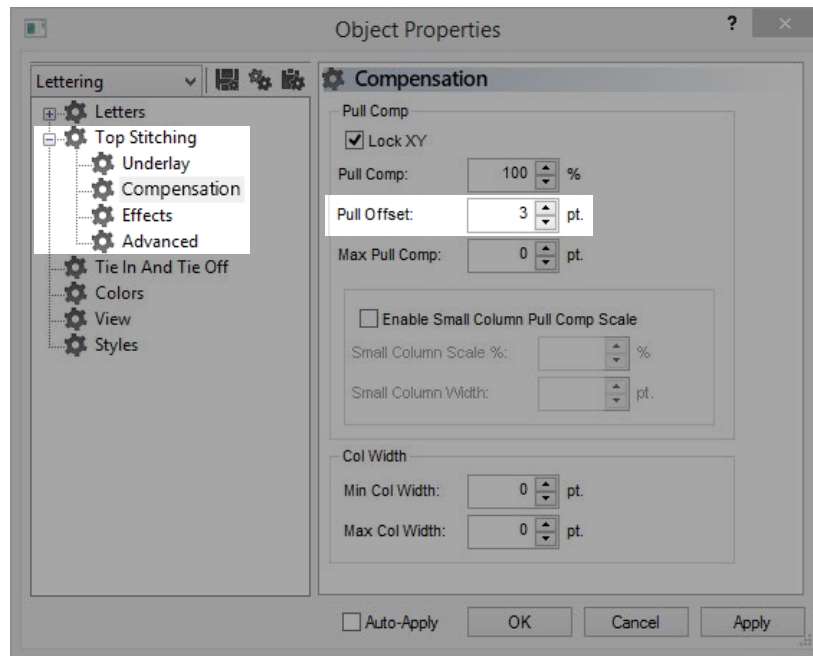 Object Properties
?
Lettering
Letters
Top Stitching
Underlay
Compensation
Effects
Advanced
Tie In And Tie Off
Colors
View
Styles
Compensation
Pull Comp
Lock XY
Pull Comp: 100 %
Pull Offset: 3 pt.
Max Pull Comp: 0 pt.
Enable Small Column Pull Comp Scale
Small Column Scale %: %
Small Column Width: pt.
Col Width
Min Col Width: 0 pt.
Max Col Width: 0 pt.
Auto-Apply OK Cancel Apply